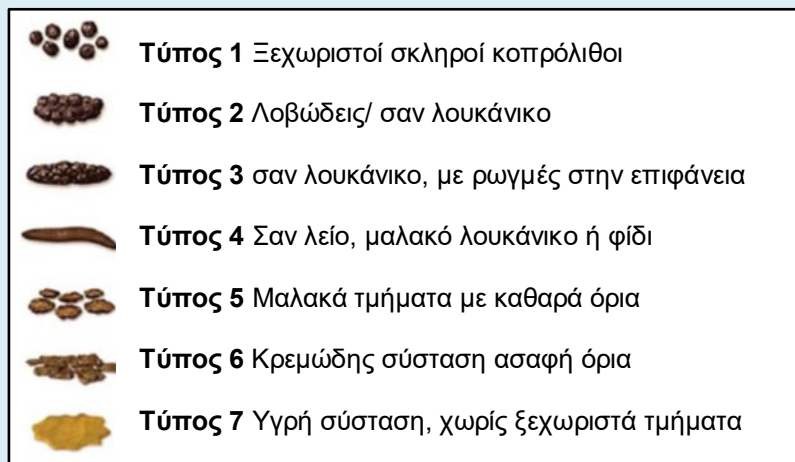 Τύπος 1 Ξεχωριστοί σκληροί κοπρόλιθοι
Τύπος 2 Λοβώδεις/ σαν λουκάνικο
Τύπος 3 σαν λουκάνικο, με ρωγμές στην επιφάνεια
Τύπος 4 Σαν λείο, μαλακό λουκάνικο ή φίδι
Τύπος 5 Μαλακά τμήματα με καθαρά όρια
Τύπος 6 Κρεμώδης σύσταση ασαφή όρια
Τύπος 7 Υγρή σύσταση, χωρίς ξεχωριστά τμήματα